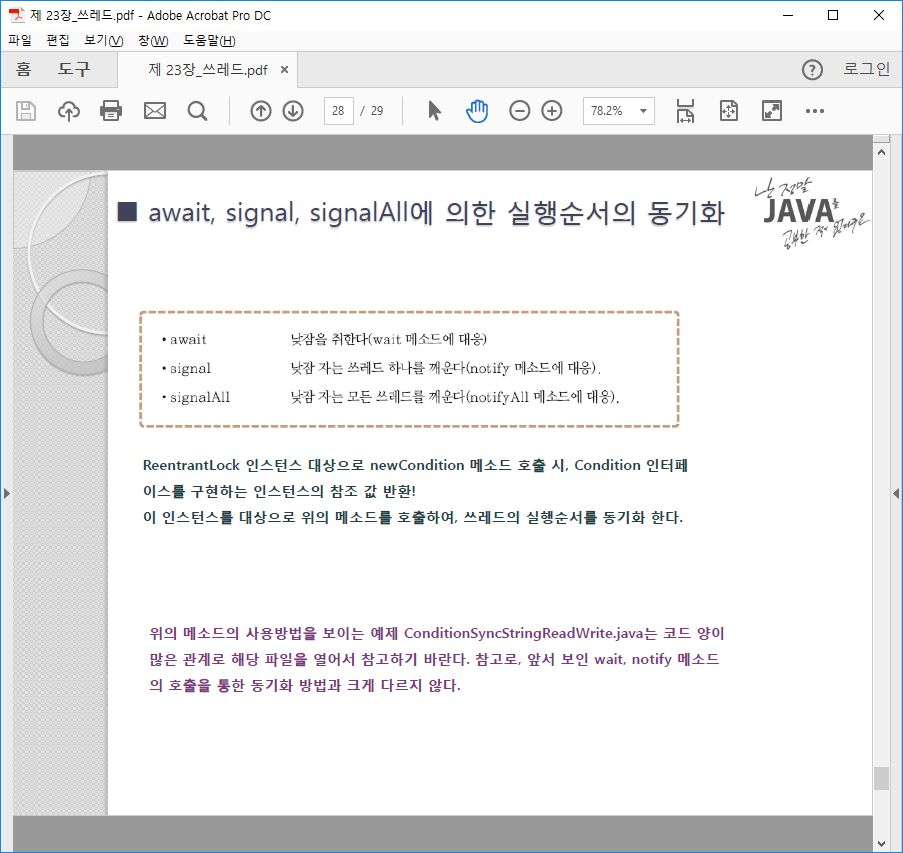 제 23장_쓰레드.pdf - Adobe Acrobat Pro DC
파일 편집 보기(V) 창(W) 도움말(H)
홈 도구 제 23장_쓰레드.pdf × ? 로그인
28 / 29 78.2%
난 정말
JAVA를
공부한 적이 없다구요
■ await, signal, signalAll에 의한 실행순서의 동기화
• await 낮잠을 취한다(wait 메소드에 대응)
• signal 낮잠 자는 쓰레드 하나를 깨운다(notify 메소드에 대응).
• signalAll 낮잠 자는 모든 쓰레드를 깨운다(notifyAll 메소드에 대응).
ReentrantLock 인스턴스 대상으로 newCondition 메소드 호출 시, Condition 인터페
이스를 구현하는 인스턴스의 참조 값 반환!
이 인스턴스를 대상으로 위의 메소드를 호출하여, 쓰레드의 실행순서를 동기화 한다.
위의 메소드의 사용방법을 보이는 예제 ConditionSyncStringReadWrite.java는 코드 양이
많은 관계로 해당 파일을 열어서 참고하기 바란다. 참고로, 앞서 보인 wait, notify 메소드
의 호출을 통한 동기화 방법과 크게 다르지 않다.